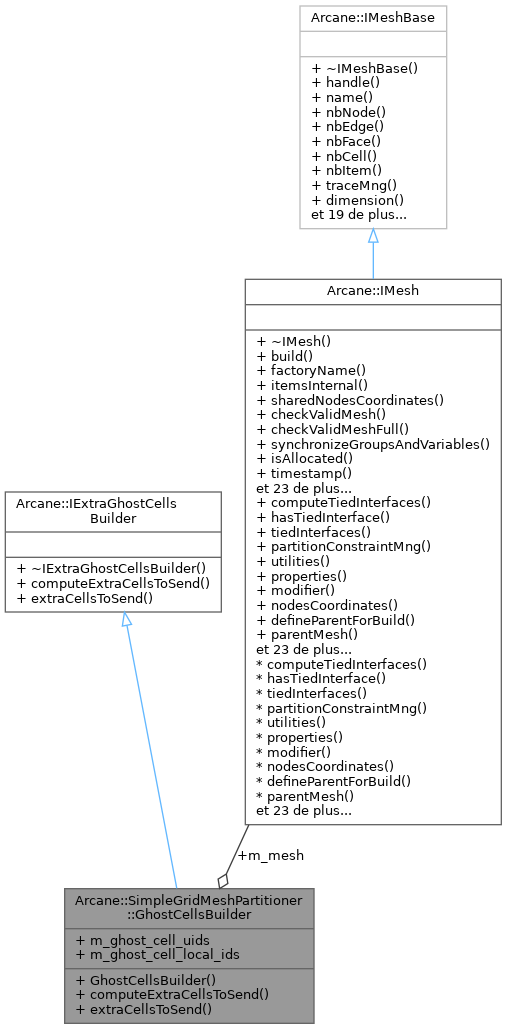 Arcane::IMeshBase
+ ~IMeshBase()
+ handle()
+ name()
+ nbNode()
+ nbEdge()
+ nbFace()
+ nbCell()
+ nbItem()
+ traceMng()
+ dimension()
et 19 de plus...
Arcane::IMesh
+ ~IMesh()
+ build()
+ factoryName()
+ itemsInternal()
+ sharedNodesCoordinates()
+ checkValidMesh()
+ checkValidMeshFull()
+ synchronizeGroupsAndVariables()
+ isAllocated()
+ timestamp()
et 23 de plus...
+ computeTiedInterfaces()
+ hasTiedInterface()
+ tiedInterfaces()
+ partitionConstraintMng()
+ utilities()
+ properties()
+ modifier()
+ nodesCoordinates()
+ defineParentForBuild()
+ parentMesh()
et 23 de plus...
* computeTiedInterfaces()
* hasTiedInterface()
* tiedInterfaces()
* partitionConstraintMng()
* utilities()
* properties()
* modifier()
* nodesCoordinates()
* defineParentForBuild()
* parentMesh()
et 23 de plus...
Arcane::IExtraGhostCells
Builder
+ ~IExtraGhostCellsBuilder()
+ computeExtraCellsToSend()
+ extraCellsToSend()
+m_mesh
Arcane::SimpleGridMeshPartitioner
::GhostCellsBuilder
+ m_ghost_cell_uids
+ m_ghost_cell_local_ids
+ GhostCellsBuilder()
+ computeExtraCellsToSend()
+ extraCellsToSend()